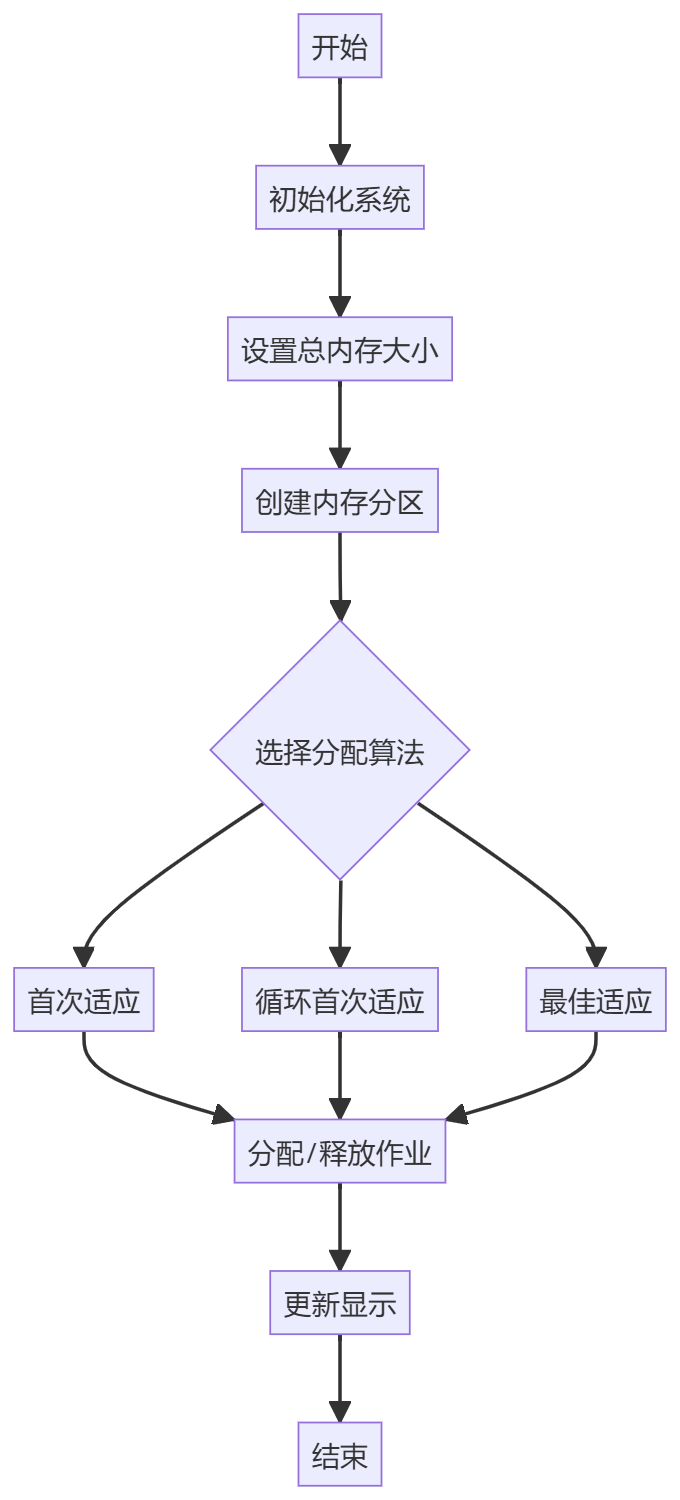 开始
初始化系统
设置总内存大小
创建内存分区
选择分配算法
首次适应
循环首次适应
最佳适应
分配/释放作业
更新显示
结束